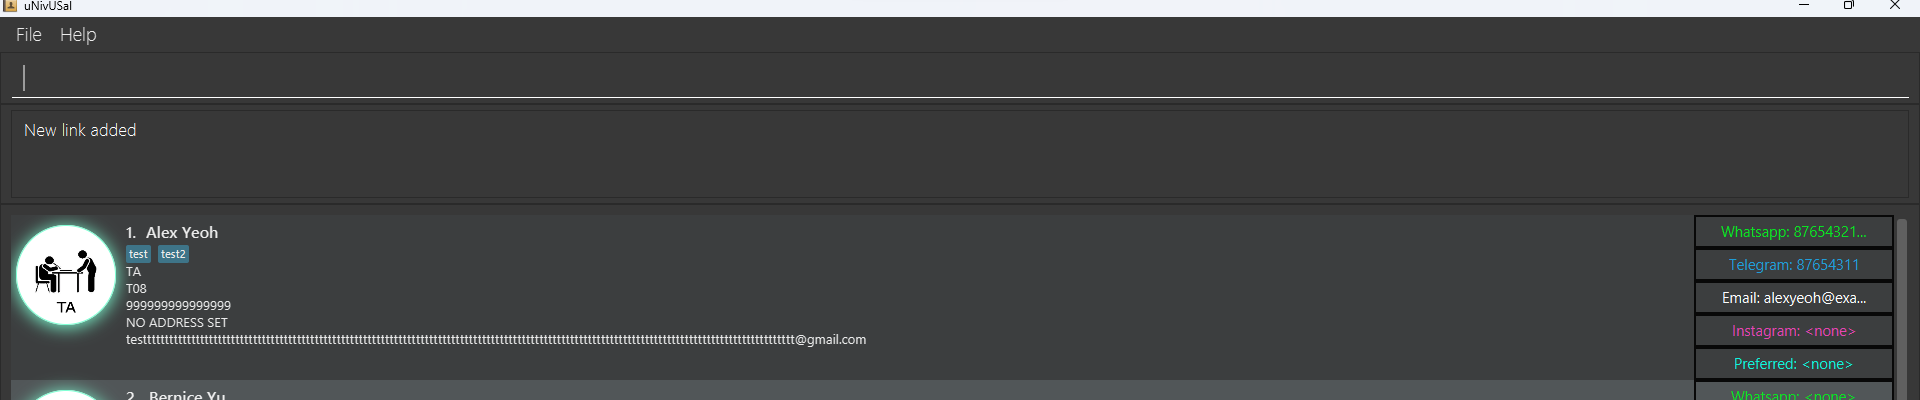 uNivUSal
File Help
New link added
1. Alex Yeoh
test test2
TA
T08
999999999999999
NO ADDRESS SET
testttttttttttttttttttttttttttttttttttttttttttttttttttttttttttttttttttttttttttttttttttttttttttttttttttttttttttttttttttttttttttttttttttttttttttttttttttttttttttttttttttt@gmail.com
TA
Whatsapp: 87654321...
Telegram: 87654311
Email: alexyeoh@exa...
Instagram: <none>
Preferred: <none>
2. Bernice Yu
Whatsapp: <none>